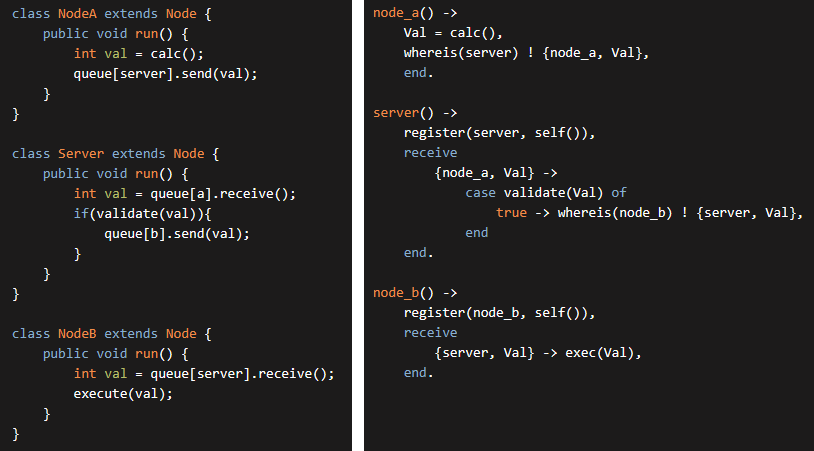 class NodeA extends Node {
    public void run() {
        int val = calc();
        queue[server].send(val);
    }
}

class Server extends Node {
    public void run() {
        int val = queue[a].receive();
        if(validate(val)){
            queue[b].send(val);
        }
    }
}

class NodeB extends Node {
    public void run() {
        int val = queue[server].receive();
        execute(val);
    }
}

node_a() ->
    Val = calc(),
    whereis(server) ! {node_a, Val},
    end.

server() ->
    register(server, self()),
    receive
        {node_a, Val} ->
            case validate(Val) of
                true -> whereis(node_b) ! {server, Val},
            end
    end.

node_b() ->
    register(node_b, self()),
    receive
        {server, Val} -> exec(Val),
    end.